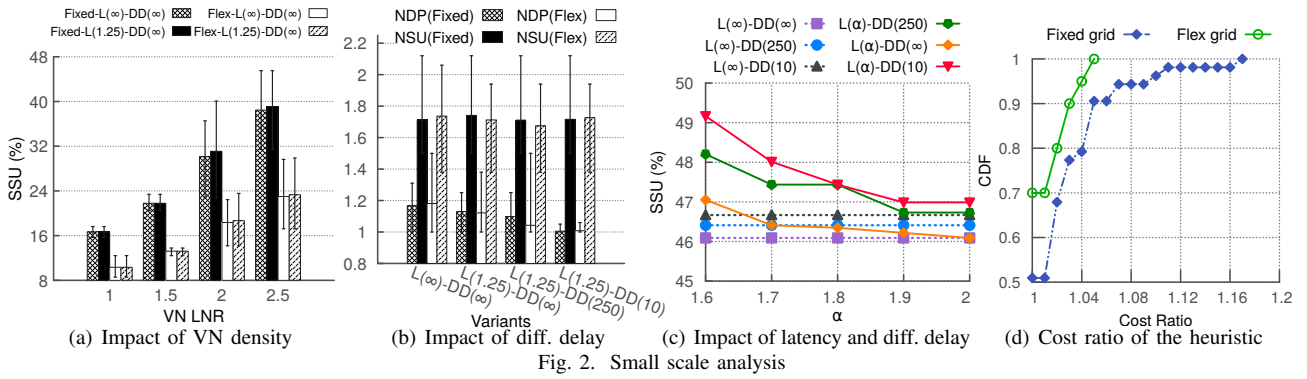 Fixed-L(∞)-DD(∞) Flex-L(∞)-DD(∞)
Fixed-L(1.25)-DD(∞) Flex-L(1.25)-DD(∞)
SSU (%)
48
40
32
24
16
8
1 1.5 2 2.5
VN LNR
(a) Impact of VN density
NDP(Fixed) NDP(Flex)
NSU(Fixed) NSU(Flex)
2.2
2
1.8
1.6
1.4
1.2
1
0.8
L(∞)-DD(∞) L(1.25)-DD(∞) L(1.25)-DD(250) L(1.25)-DD(10)
Variants
(b) Impact of diff. delay
L(∞)-DD(∞) L(α)-DD(250)
L(∞)-DD(250) L(α)-DD(∞)
L(∞)-DD(10) L(α)-DD(10)
SSU (%)
50
49
48
47
46
45
1.6 1.7 1.8 1.9 2
α
(c) Impact of latency and diff. delay
Fixed grid Flex grid
CDF
1
0.9
0.8
0.7
0.6
0.5
1 1.04 1.08 1.12 1.16 1.2
Cost Ratio
(d) Cost ratio of the heuristic
Fig. 2. Small scale analysis